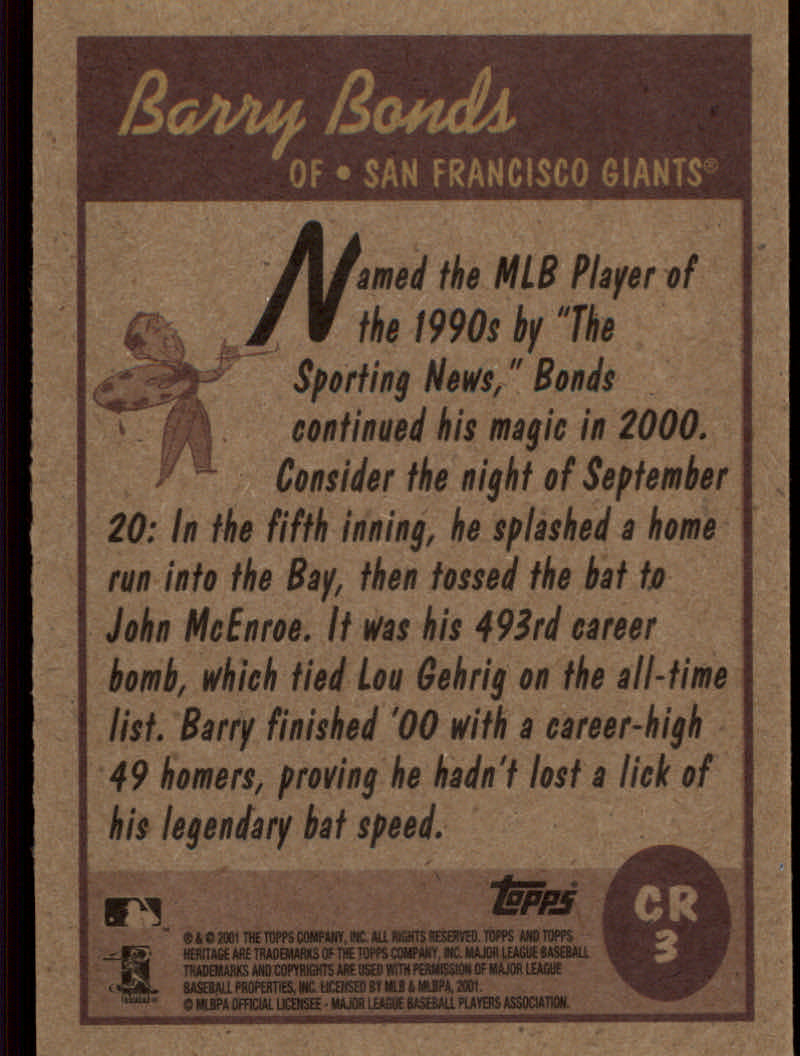 Barry Bonds
OF • SAN FRANCISCO GIANTS®
Named the MLB Player of
the 1990s by "The
Sporting News," Bonds
continued his magic in 2000.
Consider the night of September
20: In the fifth inning, he splashed a home
run into the Bay, then tossed the bat to
John McEnroe. It was his 493rd career
bomb, which tied Lou Gehrig on the all-time
list. Barry finished '00 with a career-high
49 homers, proving he hadn't lost a lick of
his legendary bat speed.
topps
CR
3
® & © 2001 THE TOPPS COMPANY, INC. ALL RIGHTS RESERVED. TOPPS AND TOPPS
HERITAGE ARE TRADEMARKS OF THE TOPPS COMPANY, INC. MAJOR LEAGUE BASEBALL
TRADEMARKS AND COPYRIGHTS ARE USED WITH PERMISSION OF MAJOR LEAGUE
BASEBALL PROPERTIES, INC. LICENSED BY MLB & MLBPA, 2001.
© MLBPA OFFICIAL LICENSEE - MAJOR LEAGUE BASEBALL PLAYERS ASSOCIATION.